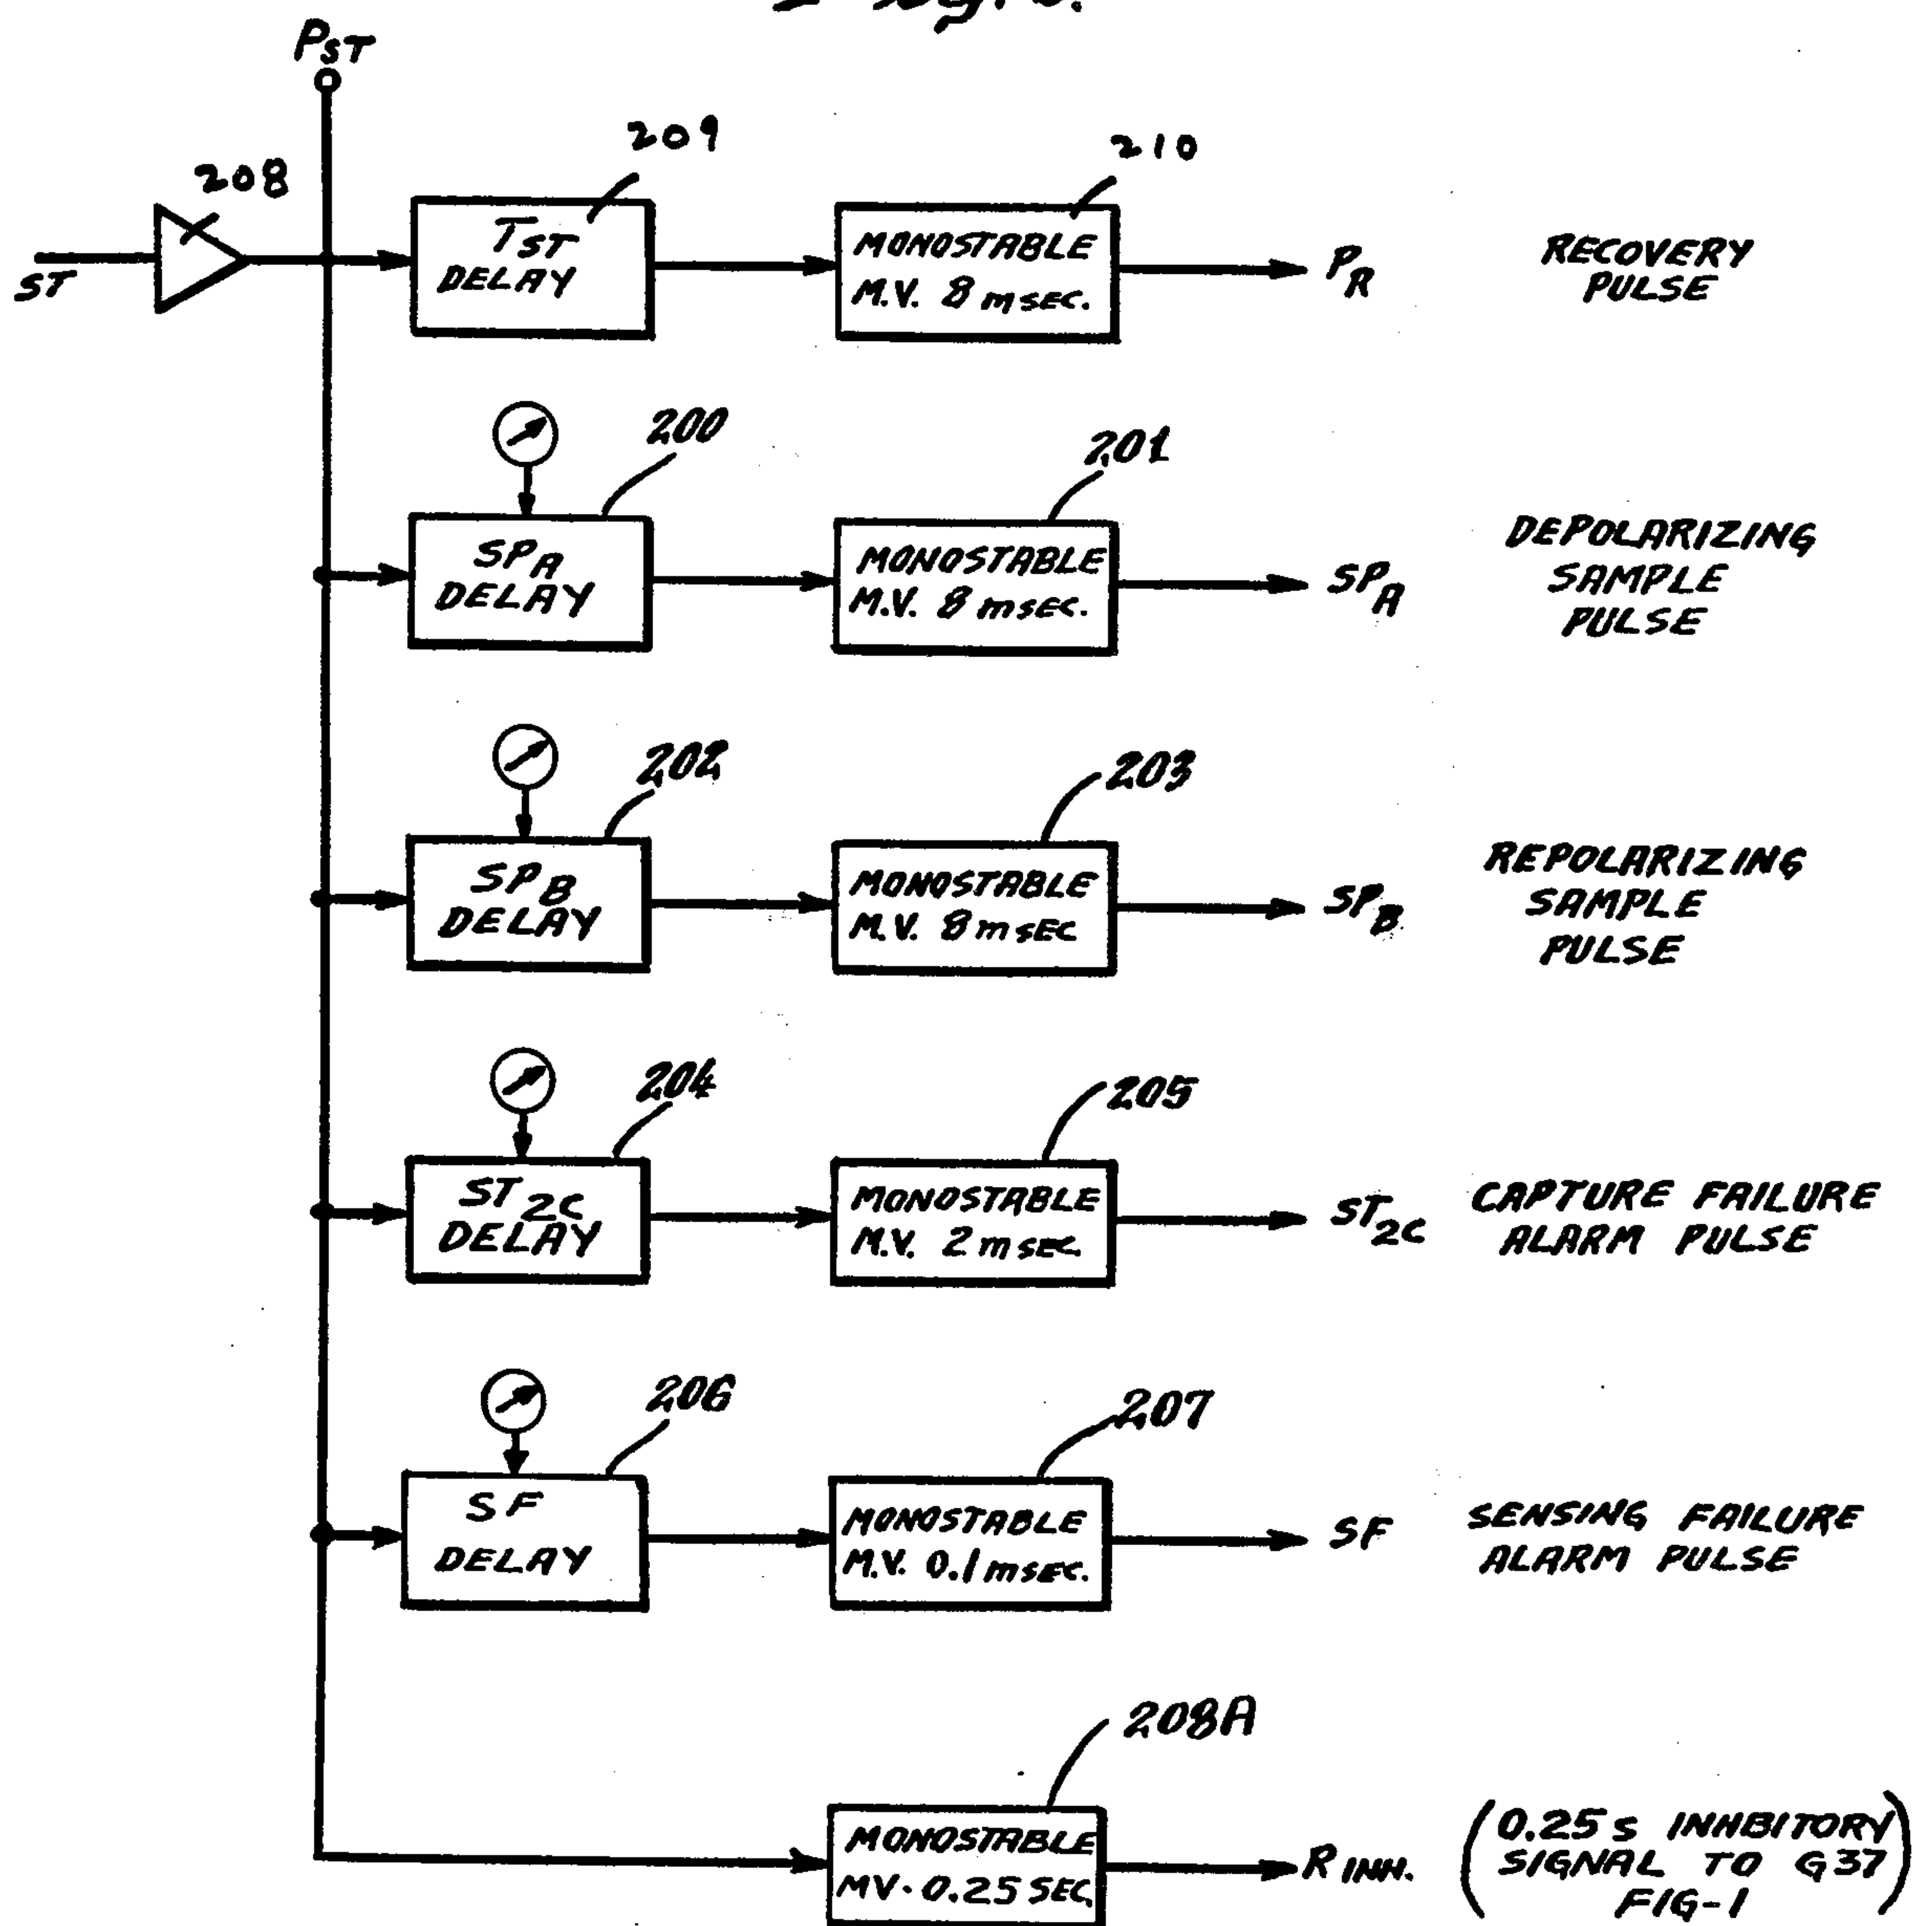 PST
208
209
210
ST
TST
DELAY
MONOSTABLE
M.V. 8 msec.
PR
RECOVERY
PULSE
200
201
SPA
DELAY
MONOSTABLE
M.V. 8 msec.
SPA
DEPOLARIZING
SAMPLE
PULSE
202
203
SPB
DELAY
MONOSTABLE
M.V. 8 msec
SPB
REPOLARIZING
SAMPLE
PULSE
204
205
ST2C
DELAY
MONOSTABLE
M.V. 2 msec.
ST2C
CAPTURE FAILURE
ALARM PULSE
206
207
SF
DELAY
MONOSTABLE
M.V. 0.1 msec.
SF
SENSING FAILURE
ALARM PULSE
208A
MONOSTABLE
MV. 0.25 SEC
R INH.
(0.25 s INHBITORY
SIGNAL TO G37
FIG-1)